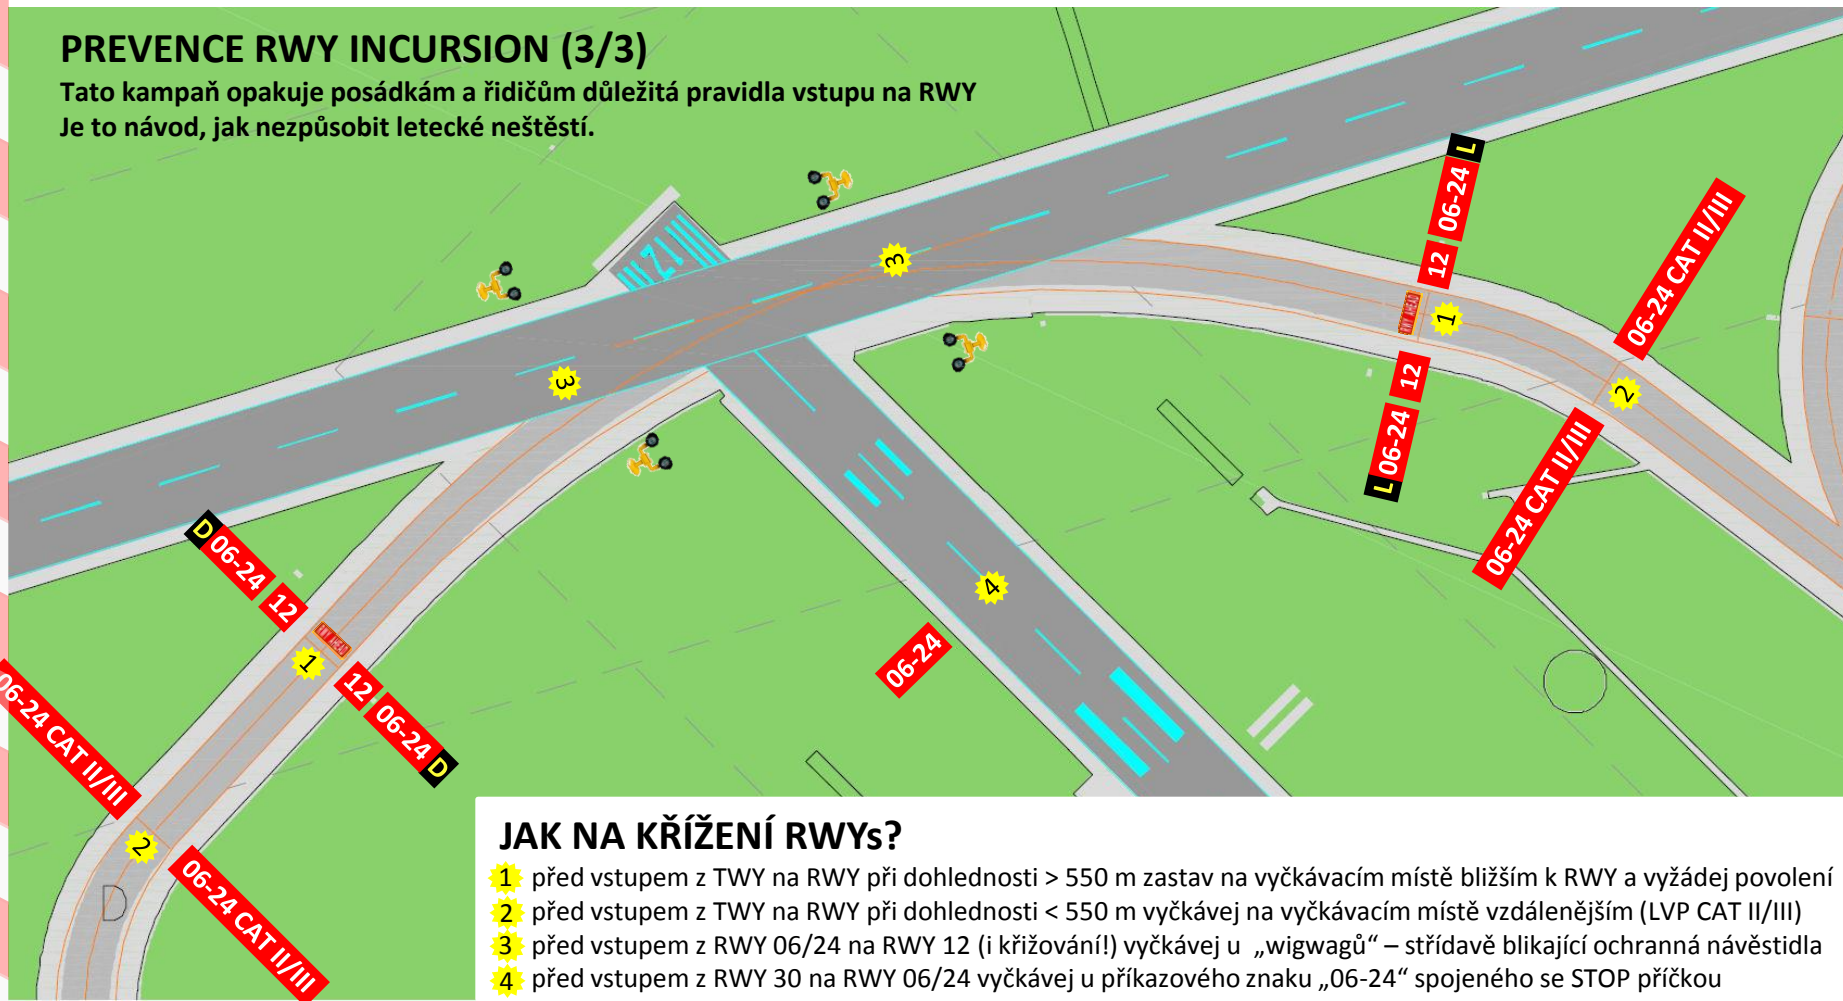 PREVENCE RWY INCURSION (3/3)
Tato kampaň opakuje posádkám a řidičům důležitá pravidla vstupu na RWY
Je to návod, jak nezpůsobit letecké neštěstí.
L
06-24
12
06-24 CAT II/III
12
3
RWY AHEAD
1
3
12
2
06-24
L
06-24 CAT II/III
D 06-24 12
4
RWY AHEAD
1
06-24
12 06-24 D
06-24 CAT II/III
2
D
06-24 CAT II/III
JAK NA KŘÍŽENÍ RWYs?
1 před vstupem z TWY na RWY při dohlednosti > 550 m zastav na vyčkávacím místě bližším k RWY a vyžádej povolení
2 před vstupem z TWY na RWY při dohlednosti < 550 m vyčkávej na vyčkávacím místě vzdálenějším (LVP CAT II/III)
3 před vstupem z RWY 06/24 na RWY 12 (i křižování!) vyčkávej u „wigwagů“ – střídavě blikající ochranná návěstidla
4 před vstupem z RWY 30 na RWY 06/24 vyčkávej u příkazového znaku „06-24“ spojeného se STOP příčkou